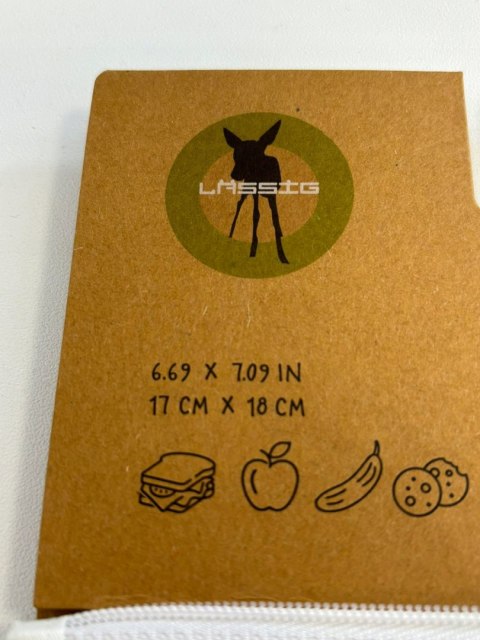 LÄSSIG
6.69 X 7.09 IN
17 CM X 18 CM